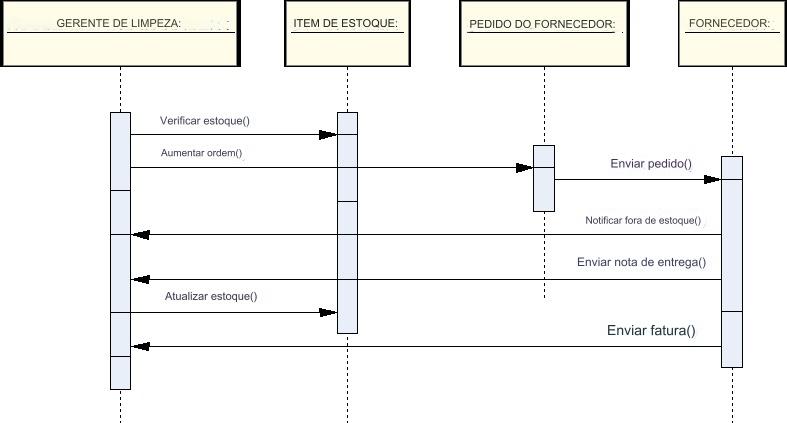 GERENTE DE LIMPEZA:
ITEM DE ESTOQUE:
PEDIDO DO FORNECEDOR:
FORNECEDOR:
Verificar estoque()
Aumentar ordem()
Enviar pedido()
Notificar fora de estoque()
Enviar nota de entrega()
Atualizar estoque()
Enviar fatura()